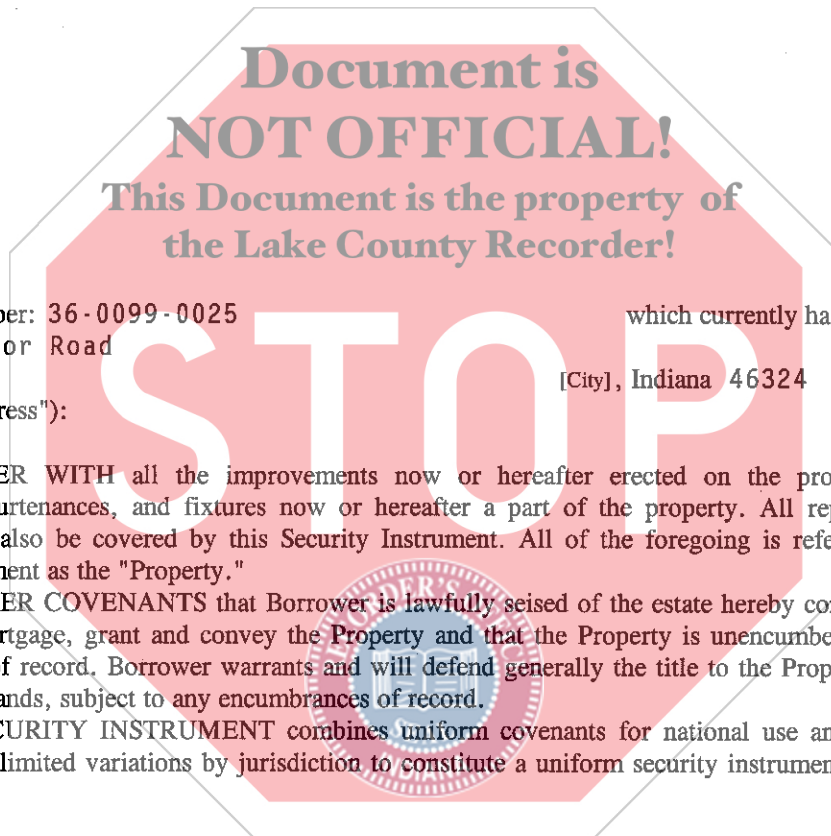 Document is
NOT OFFICIAL!
This Document is the property of
the Lake County Recorder!
ber: 36-0099-0025 which currently ha
or Road
[City], Indiana 46324
ress"):
STOP
ER WITH all the improvements now or hereafter erected on the pro
urtenances, and fixtures now or hereafter a part of the property. All rep
also be covered by this Security Instrument. All of the foregoing is refe
ment as the "Property."
ER COVENANTS that Borrower is lawfully seised of the estate hereby co
rtgage, grant and convey the Property and that the Property is unencumbe
of record. Borrower warrants and will defend generally the title to the Prop
ands, subject to any encumbrances of record.
CURITY INSTRUMENT combines uniform covenants for national use an
limited variations by jurisdiction to constitute a uniform security instrumen